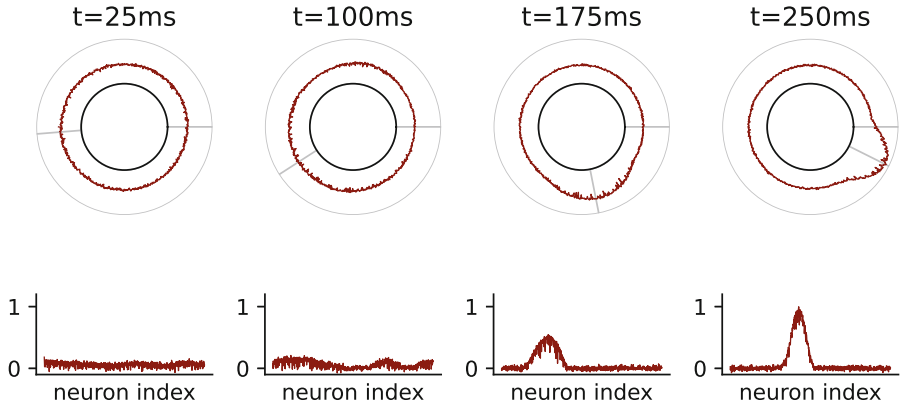 t=25ms t=100ms t=175ms t=250ms
1 1 1 1
0 0 0 0
neuron index neuron index neuron index neuron index